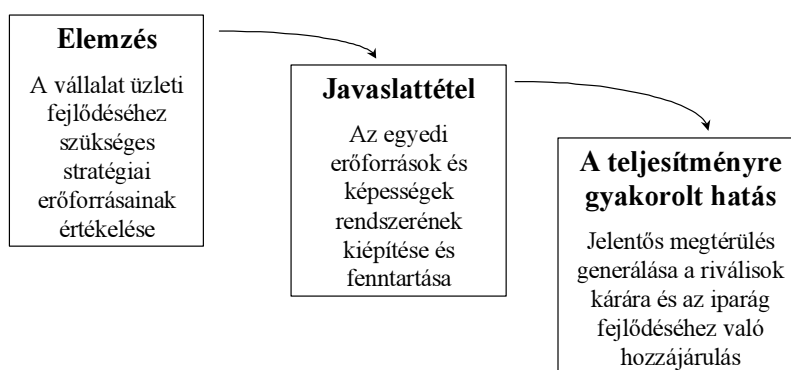 Elemzés
A vállalat üzleti
fejlődéséhez
szükséges
stratégiai
erőforrásainak
értékelése
Javaslattétel
Az egyedi
erőforrások és
képességek
rendszerének
kiépítése és
fenntartása
A teljesítményre
gyakorolt hatás
Jelentős megtérülés
generálása a riválisok
kárára és az iparág
fejlődéséhez való
hozzájárulás